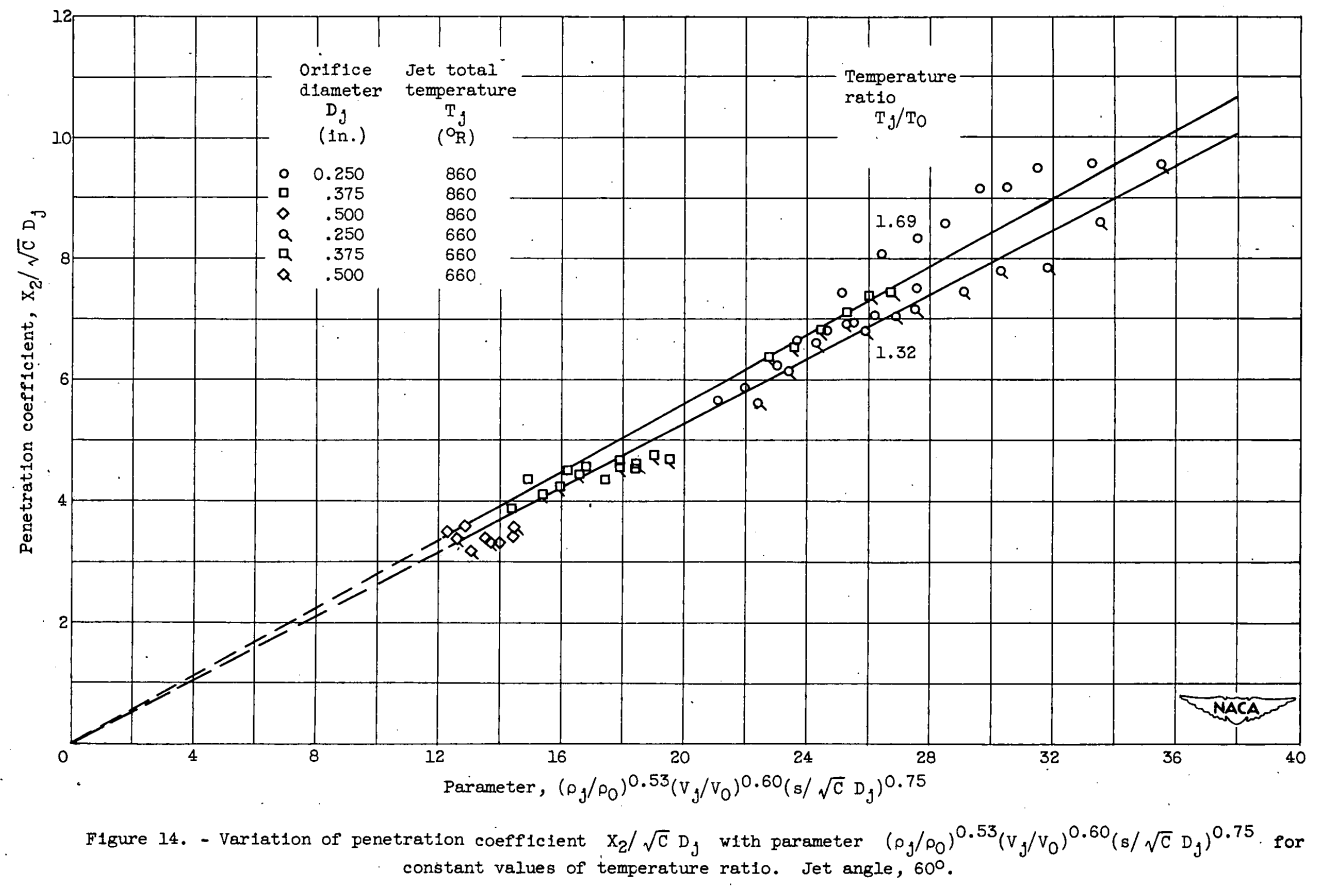 12
10
8
6
4
2
0
4
8
12
16
20
24
28
32
36
40
Penetration coefficient, X₂/√C̅ Dⱼ
Orifice diameter Dⱼ (in.)
Jet total temperature Tⱼ (°R)
0.250 860
.375 860
.500 860
.250 660
.375 660
.500 660
Temperature
ratio
Tⱼ/T₀
1.69
1.32
NACA
Parameter, (ρⱼ/ρ₀)^0.53(Vⱼ/V₀)^0.60(s/√C̅ Dⱼ)^0.75
Figure 14. - Variation of penetration coefficient X₂/√C̅ Dⱼ with parameter (ρⱼ/ρ₀)^0.53(Vⱼ/V₀)^0.60(s/√C̅ Dⱼ)^0.75 for
constant values of temperature ratio. Jet angle, 60°.